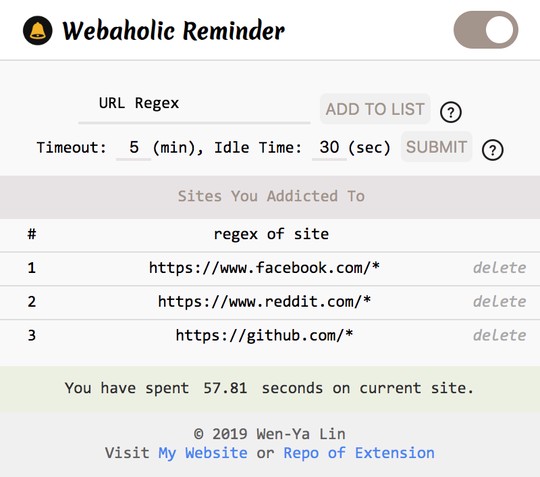 Webaholic Reminder
URL Regex ADD TO LIST ?
Timeout: 5 (min), Idle Time: 30 (sec) SUBMIT ?
Sites You Addicted To
# regex of site
1 https://www.facebook.com/* delete
2 https://www.reddit.com/* delete
3 https://github.com/* delete
You have spent 57.81 seconds on current site.
© 2019 Wen-Ya Lin
Visit My Website or Repo of Extension